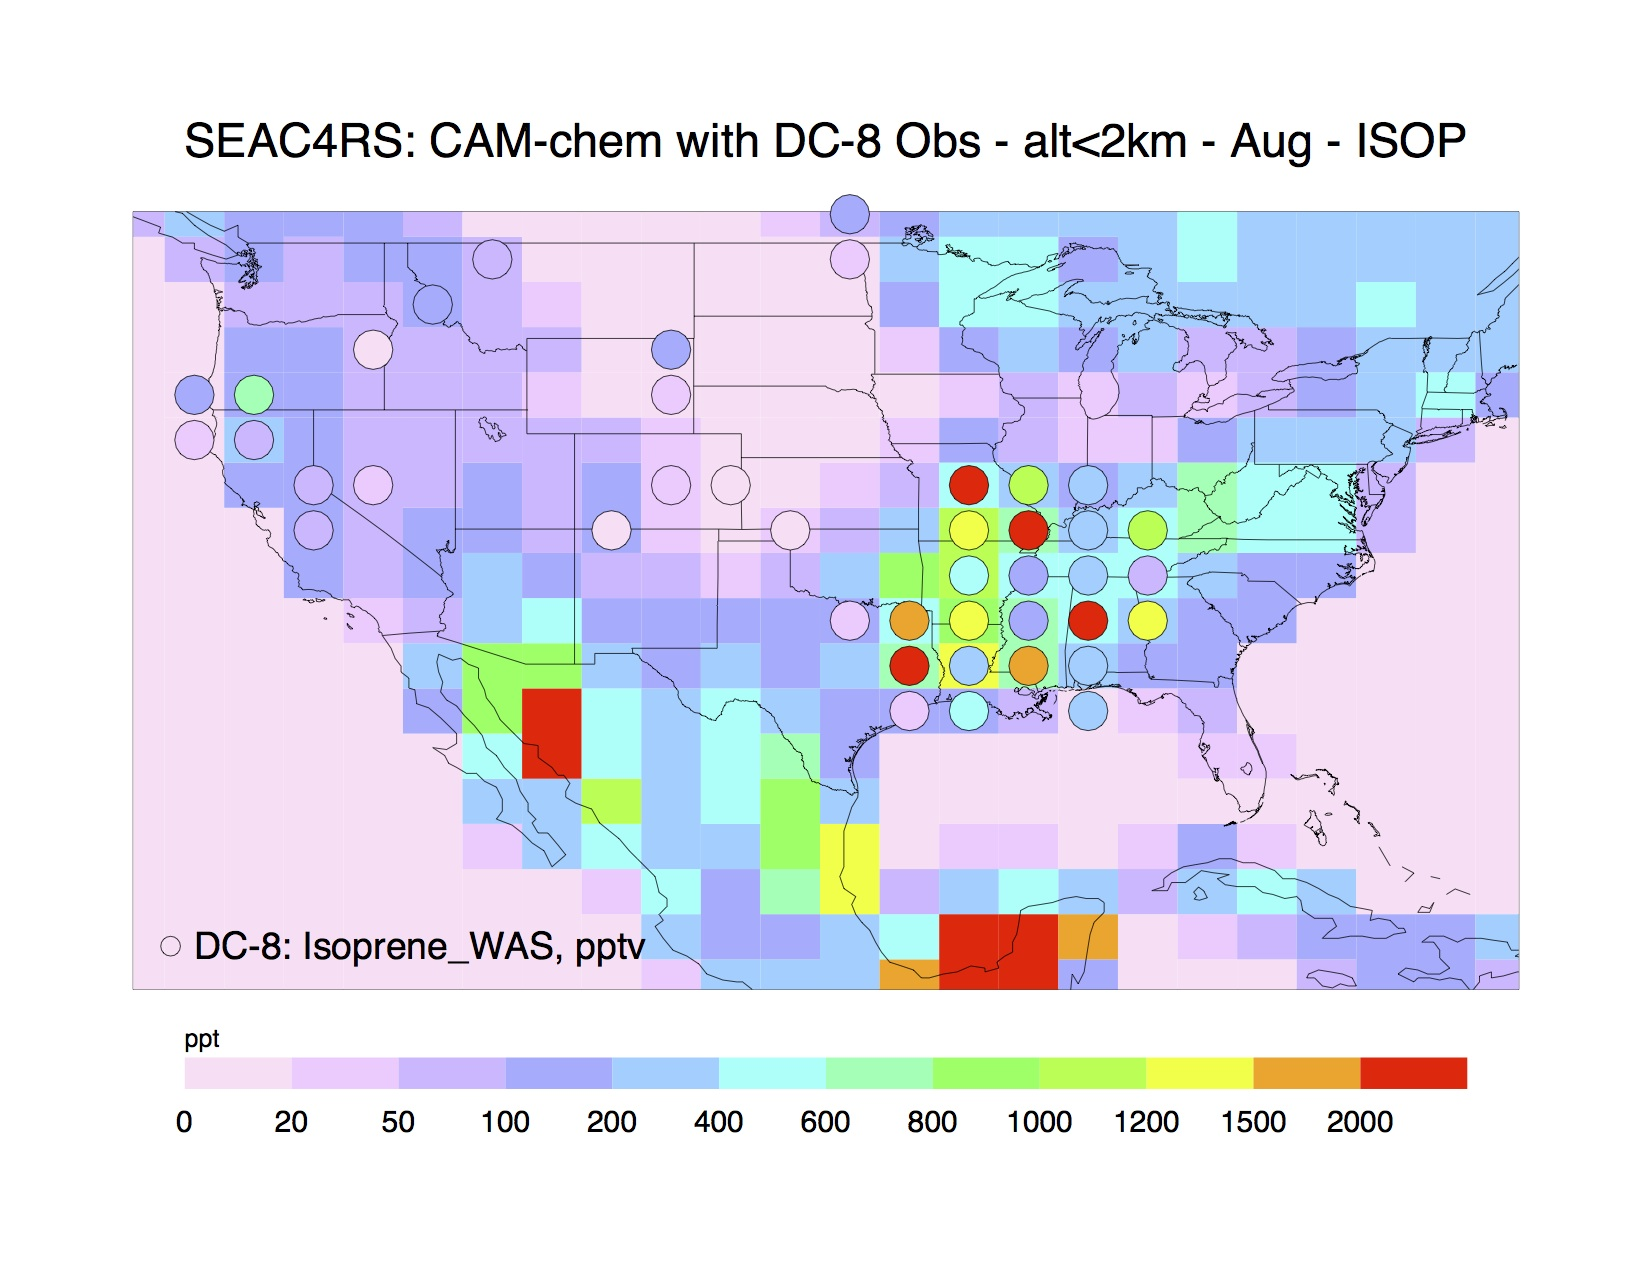 SEAC4RS: CAM-chem with DC-8 Obs - alt<2km - Aug - ISOP
DC-8: Isoprene_WAS, pptv
ppt
0 20 50 100 200 400 600 800 1000 1200 1500 2000